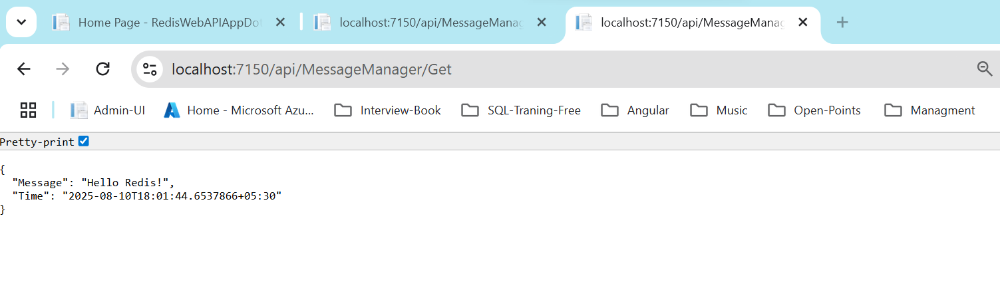 Home Page - RedisWebAPIAppDo localhost:7150/api/MessageManag localhost:7150/api/MessageManag
localhost:7150/api/MessageManager/Get
Admin-UI Home - Microsoft Azu... Interview-Book SQL-Traning-Free Angular Music Open-Points Managment
Pretty-print
{
"Message": "Hello Redis!",
"Time": "2025-08-10T18:01:44.6537866+05:30"
}